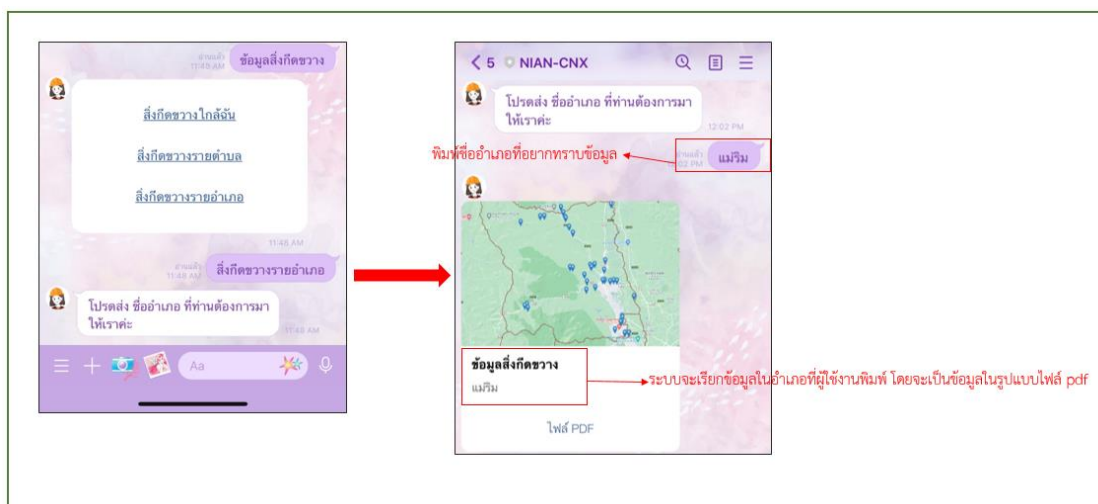 อ่านแล้ว
11:46 AM
ข้อมูลสิ่งกีดขวาง
สิ่งกีดขวางใกล้ฉัน
สิ่งกีดขวางรายตำบล
สิ่งกีดขวางรายอำเภอ
11:46 AM
อ่านแล้ว
สิ่งกีดขวางรายอำเภอ
โปรดส่ง ชื่ออำเภอ ที่ท่านต้องการมา
ให้เราค่ะ
11:46 AM
Aa
5 NIAN-CNX
โปรดส่ง ชื่ออำเภอ ที่ท่านต้องการมา
ให้เราค่ะ
12:02 PM
พิมพ์ชื่ออำเภอที่อยากทราบข้อมูล
แม่ริม
ข้อมูลสิ่งกีดขวาง
แม่ริม
ระบบจะเรียกข้อมูลในอำเภอที่ผู้ใช้งานพิมพ์ โดยจะเป็นข้อมูลในรูปแบบไฟล์ pdf
ไฟล์ PDF